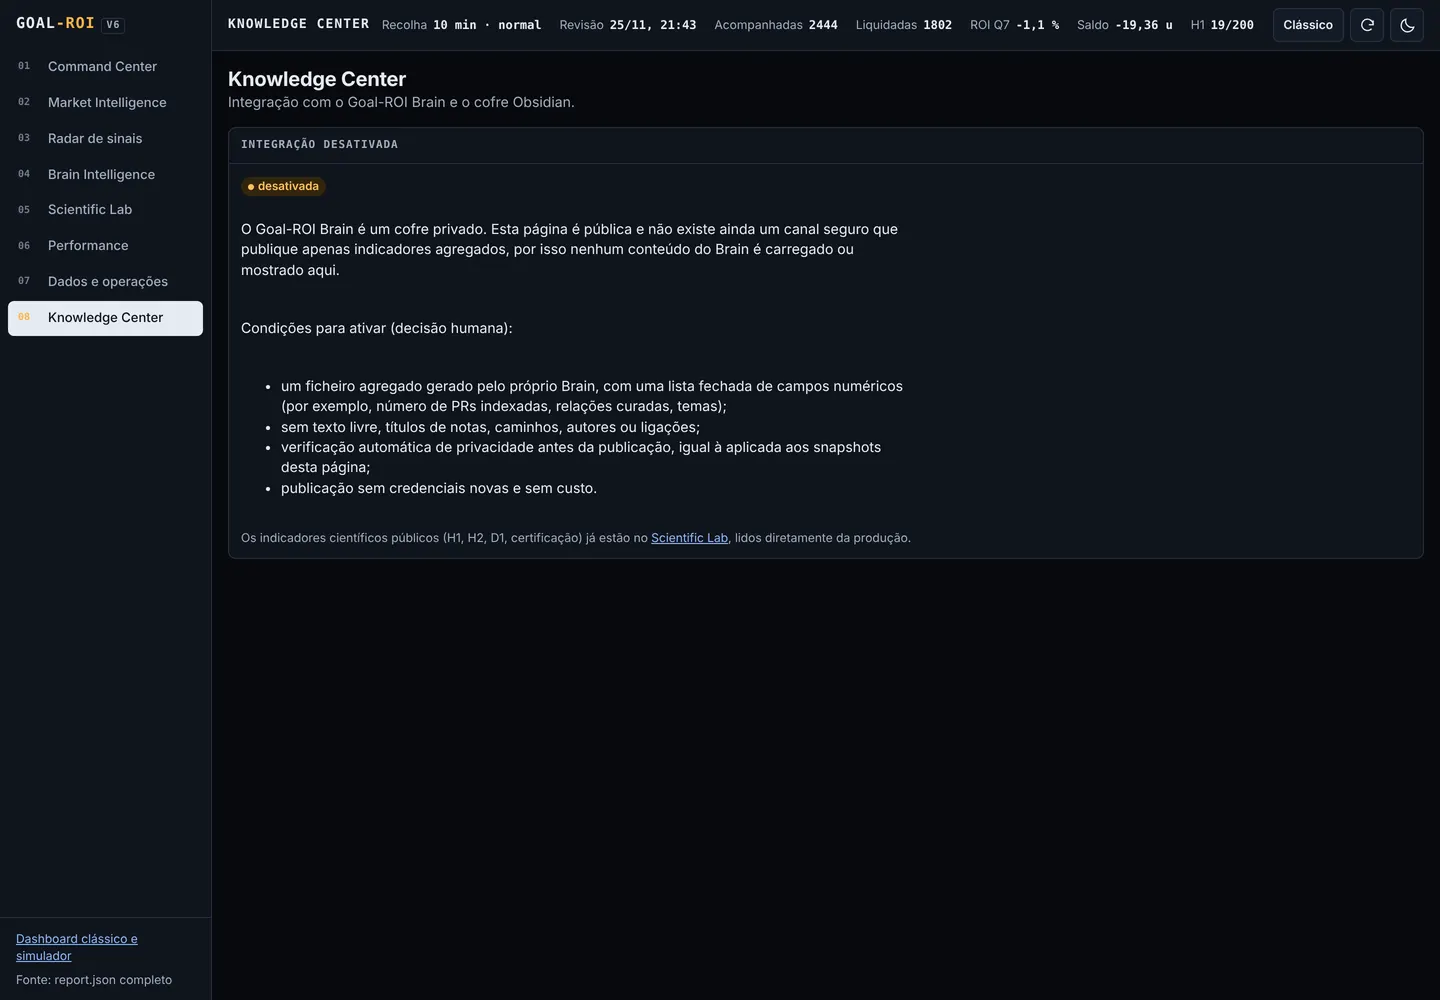 GOAL-ROI V6
01 Command Center
02 Market Intelligence
03 Radar de sinais
04 Brain Intelligence
05 Scientific Lab
06 Performance
07 Dados e operações
08 Knowledge Center
Dashboard clássico e
simulador
Fonte: report.json completo
KNOWLEDGE CENTER Recolha 10 min · normal Revisão 25/11, 21:43 Acompanhadas 2444 Liquidadas 1802 ROI Q7 -1,1 % Saldo -19,36 u H1 19/200 Clássico
Knowledge Center
Integração com o Goal-ROI Brain e o cofre Obsidian.
INTEGRAÇÃO DESATIVADA
desativada
O Goal-ROI Brain é um cofre privado. Esta página é pública e não existe ainda um canal seguro que
publique apenas indicadores agregados, por isso nenhum conteúdo do Brain é carregado ou
mostrado aqui.
Condições para ativar (decisão humana):
• um ficheiro agregado gerado pelo próprio Brain, com uma lista fechada de campos numéricos
(por exemplo, número de PRs indexadas, relações curadas, temas);
• sem texto livre, títulos de notas, caminhos, autores ou ligações;
• verificação automática de privacidade antes da publicação, igual à aplicada aos snapshots
desta página;
• publicação sem credenciais novas e sem custo.
Os indicadores científicos públicos (H1, H2, D1, certificação) já estão no Scientific Lab, lidos diretamente da produção.